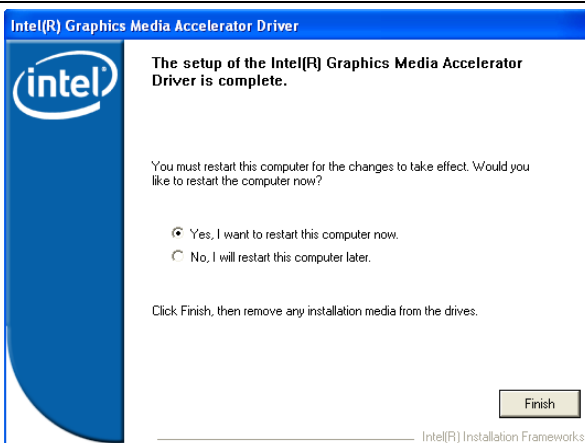 Intel(R) Graphics Media Accelerator Driver
intel
The setup of the Intel(R) Graphics Media Accelerator
Driver is complete.
You must restart this computer for the changes to take effect. Would you
like to restart the computer now?
Yes, I want to restart this computer now.
No, I will restart this computer later.
Click Finish, then remove any installation media from the drives.
Finish
Intel(R) Installation Frameworks